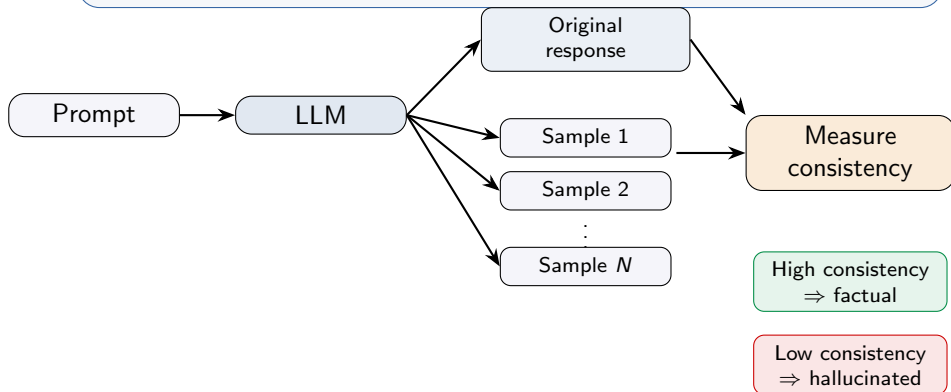 Original
response
Prompt
LLM
Sample 1
Measure
consistency
Sample 2
⋮
Sample N
High consistency
⇒ factual
Low consistency
⇒ hallucinated